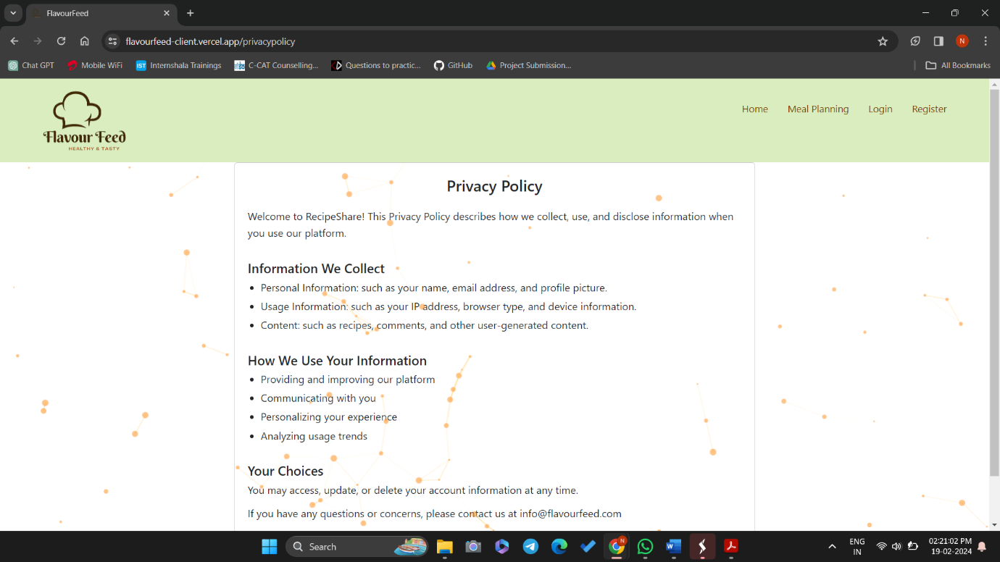 FlavourFeed
flavourfeed-client.vercel.app/privacypolicy
N
Chat GPT
Mobile WiFi
IST Internshala Trainings
C-CAT Counselling...
Questions to practic...
GitHub
Project Submission...
All Bookmarks
Flavour Feed
HEALTHY & TASTY
Home
Meal Planning
Login
Register
Privacy Policy
Welcome to RecipeShare! This Privacy Policy describes how we collect, use, and disclose information when
you use our platform.
Information We Collect
• Personal Information: such as your name, email address, and profile picture.
• Usage Information: such as your IP address, browser type, and device information.
• Content: such as recipes, comments, and other user-generated content.
How We Use Your Information
• Providing and improving our platform
• Communicating with you
• Personalizing your experience
• Analyzing usage trends
Your Choices
You may access, update, or delete your account information at any time.
If you have any questions or concerns, please contact us at info@flavourfeed.com
Search
N
W
ENG
IN
02:21:02 PM
19-02-2024